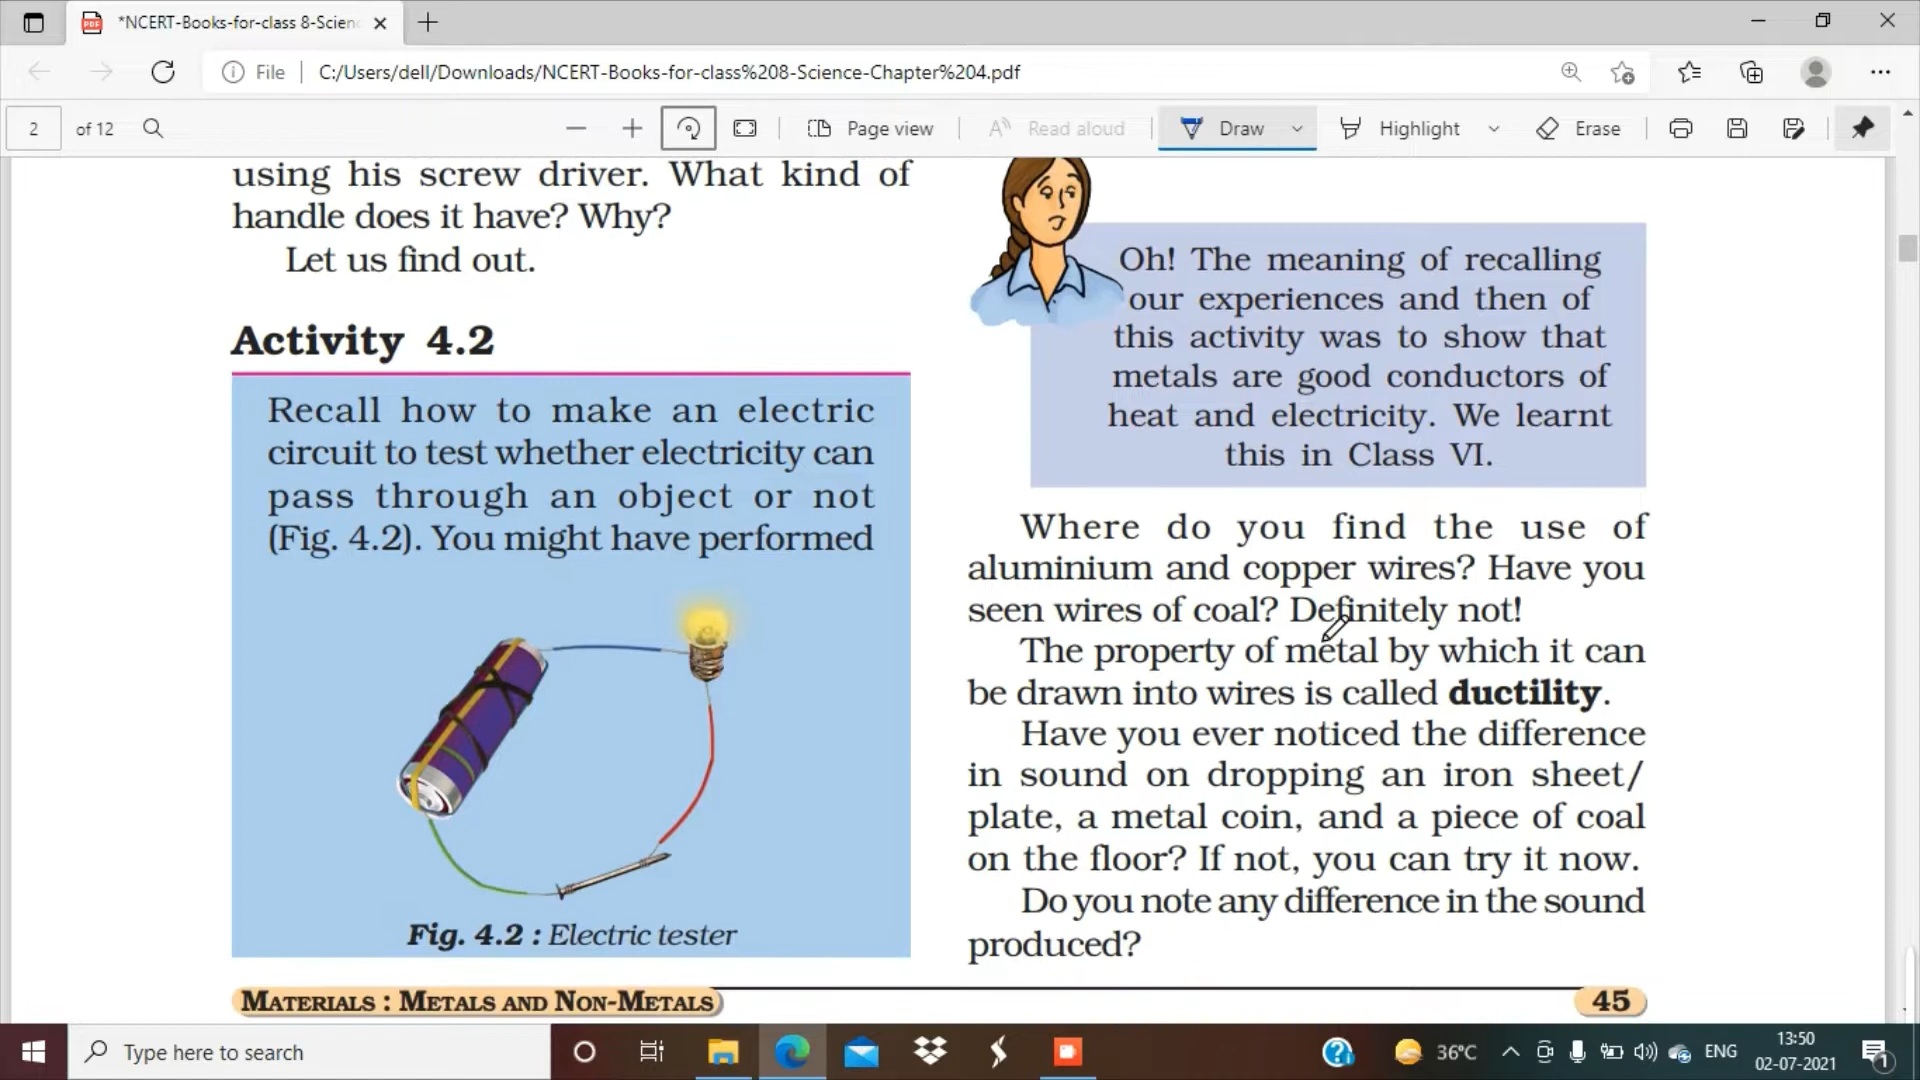 *NCERT-Books-for-class 8-Scien
File
C:/Users/dell/Downloads/NCERT-Books-for-class%208-Science-Chapter%204.pdf
2 of 12
Page view
Read aloud
Draw
Highlight
Erase
using his screw driver. What kind of
handle does it have? Why?
Let us find out.
Activity 4.2
Recall how to make an electric
circuit to test whether electricity can
pass through an object or not
(Fig. 4.2). You might have performed
Fig. 4.2 : Electric tester
Oh! The meaning of recalling
our experiences and then of
this activity was to show that
metals are good conductors of
heat and electricity. We learnt
this in Class VI.
Where do you find the use of
aluminium and copper wires? Have you
seen wires of coal? Definitely not!
The property of metal by which it can
be drawn into wires is called ductility.
Have you ever noticed the difference
in sound on dropping an iron sheet/
plate, a metal coin, and a piece of coal
on the floor? If not, you can try it now.
Do you note any difference in the sound
produced?
MATERIALS : METALS AND NON-METALS
45
Type here to search
36°C
ENG
13:50
02-07-2021
1